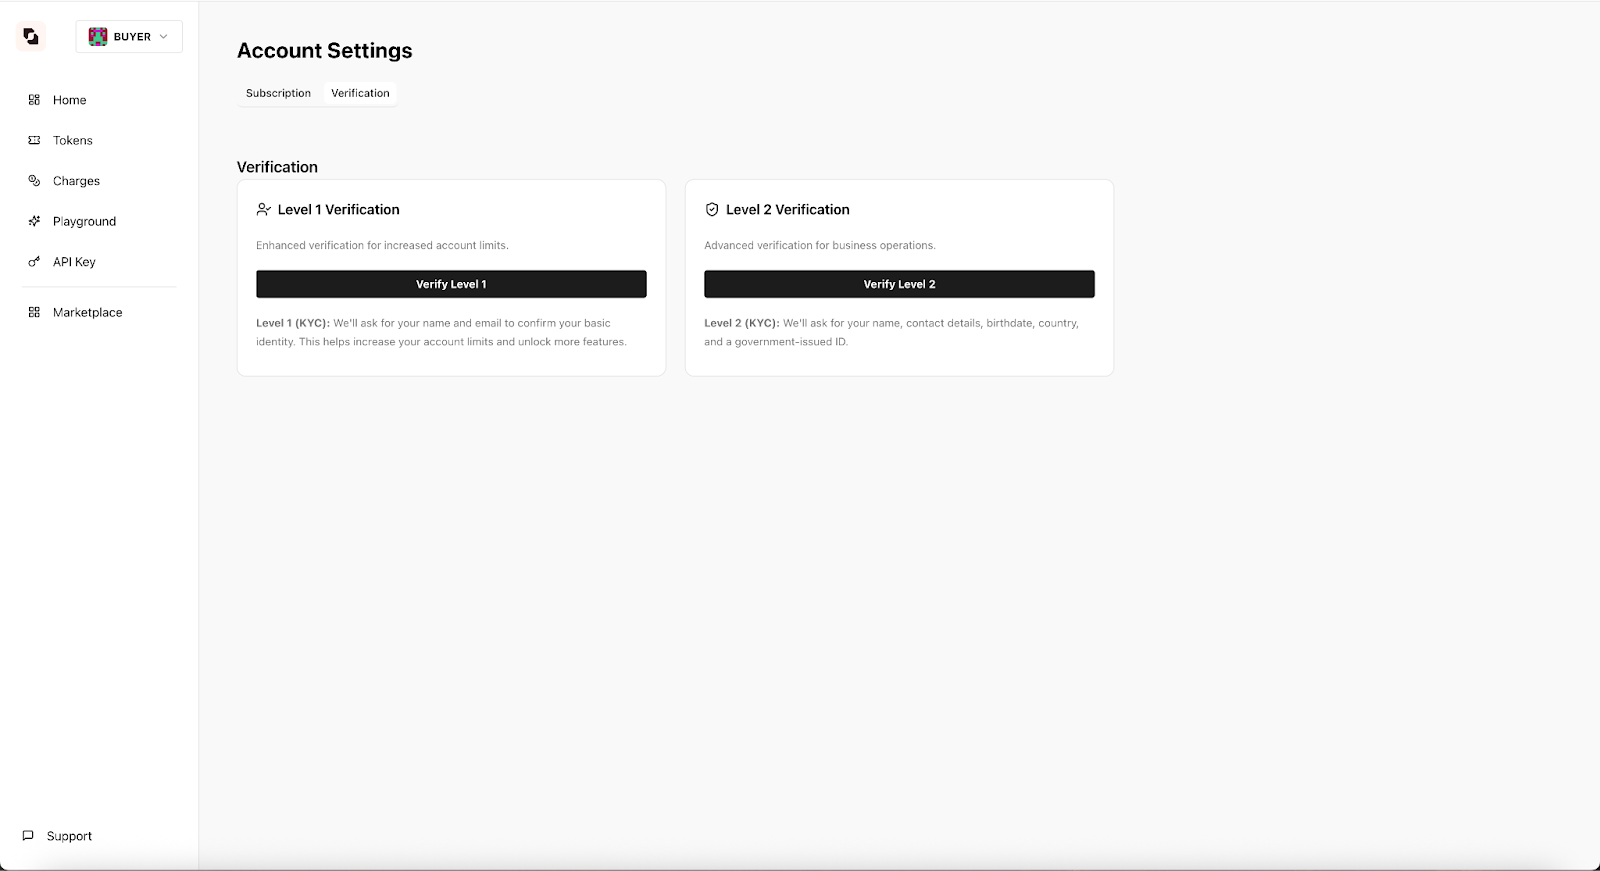 BUYER
Home
Tokens
Charges
Playground
API Key
Marketplace
Support
Account Settings
Subscription
Verification
Verification
Level 1 Verification
Enhanced verification for increased account limits.
Verify Level 1
Level 1 (KYC): We'll ask for your name and email to confirm your basic
identity. This helps increase your account limits and unlock more features.
Level 2 Verification
Advanced verification for business operations.
Verify Level 2
Level 2 (KYC): We'll ask for your name, contact details, birthdate, country,
and a government-issued ID.